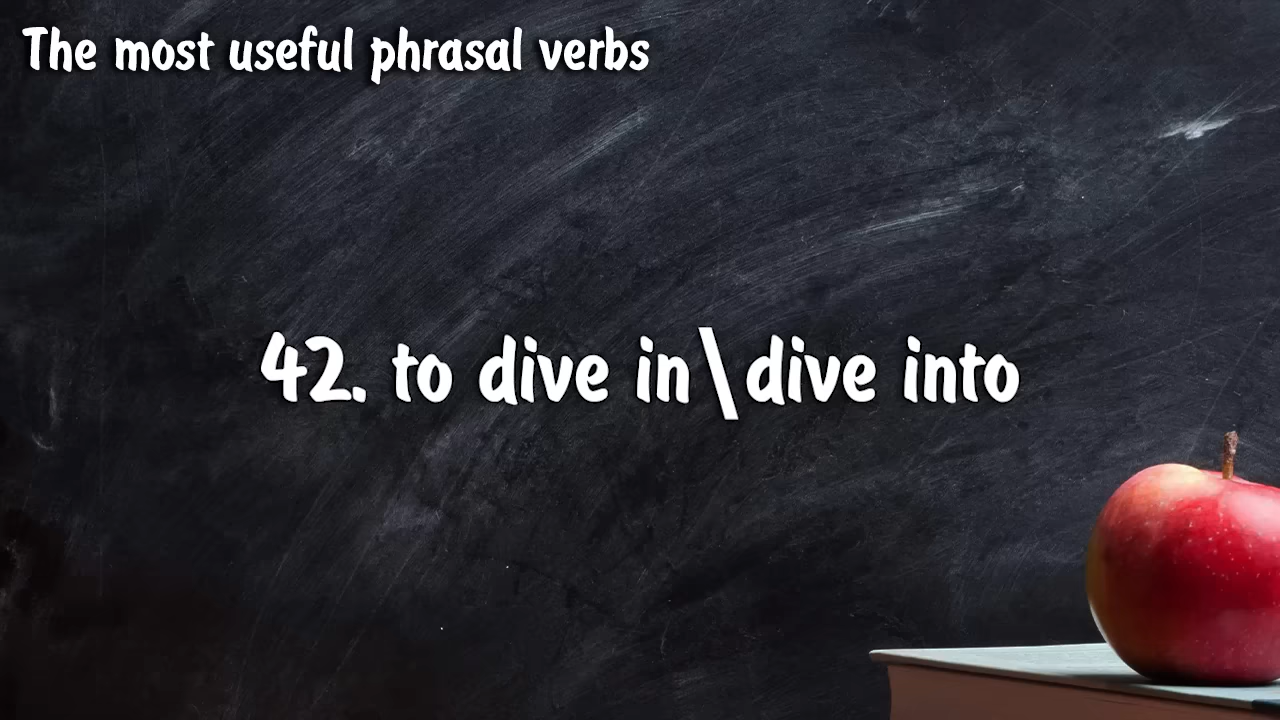 The most useful phrasal verbs
42. to dive in\dive into